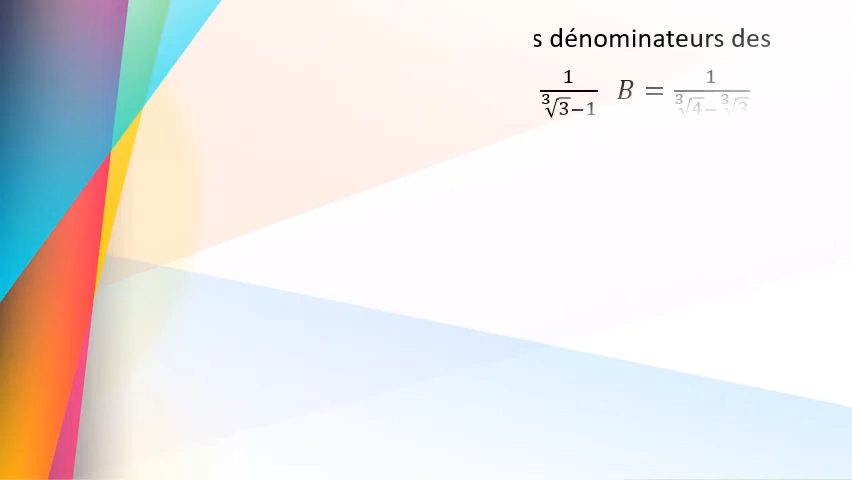 s dénominateurs des
1/(∛3−1) B = 1/(∛4−∛3)